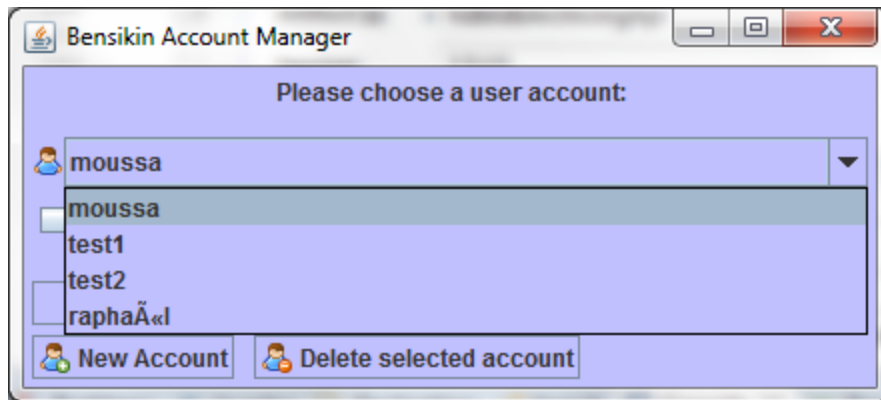 Bensikin Account Manager
Please choose a user account:
moussa
moussa
test1
test2
raphaÃ«l
New Account Delete selected account